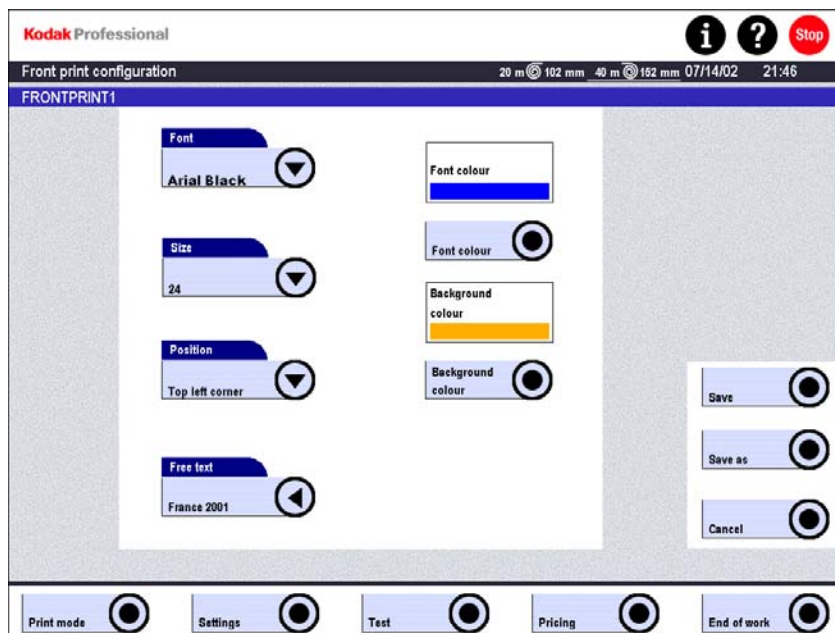 Kodak Professional
i ? Stop
Front print configuration 20 m 102 mm 40 m 152 mm 07/14/02 21:46
FRONTPRINT1
Font
Arial Black
Font colour
Size
24
Font colour
Background
colour
Position
Top left corner
Background
colour
Free text
France 2001
Save
Save as
Cancel
Print mode Settings Test Pricing End of work